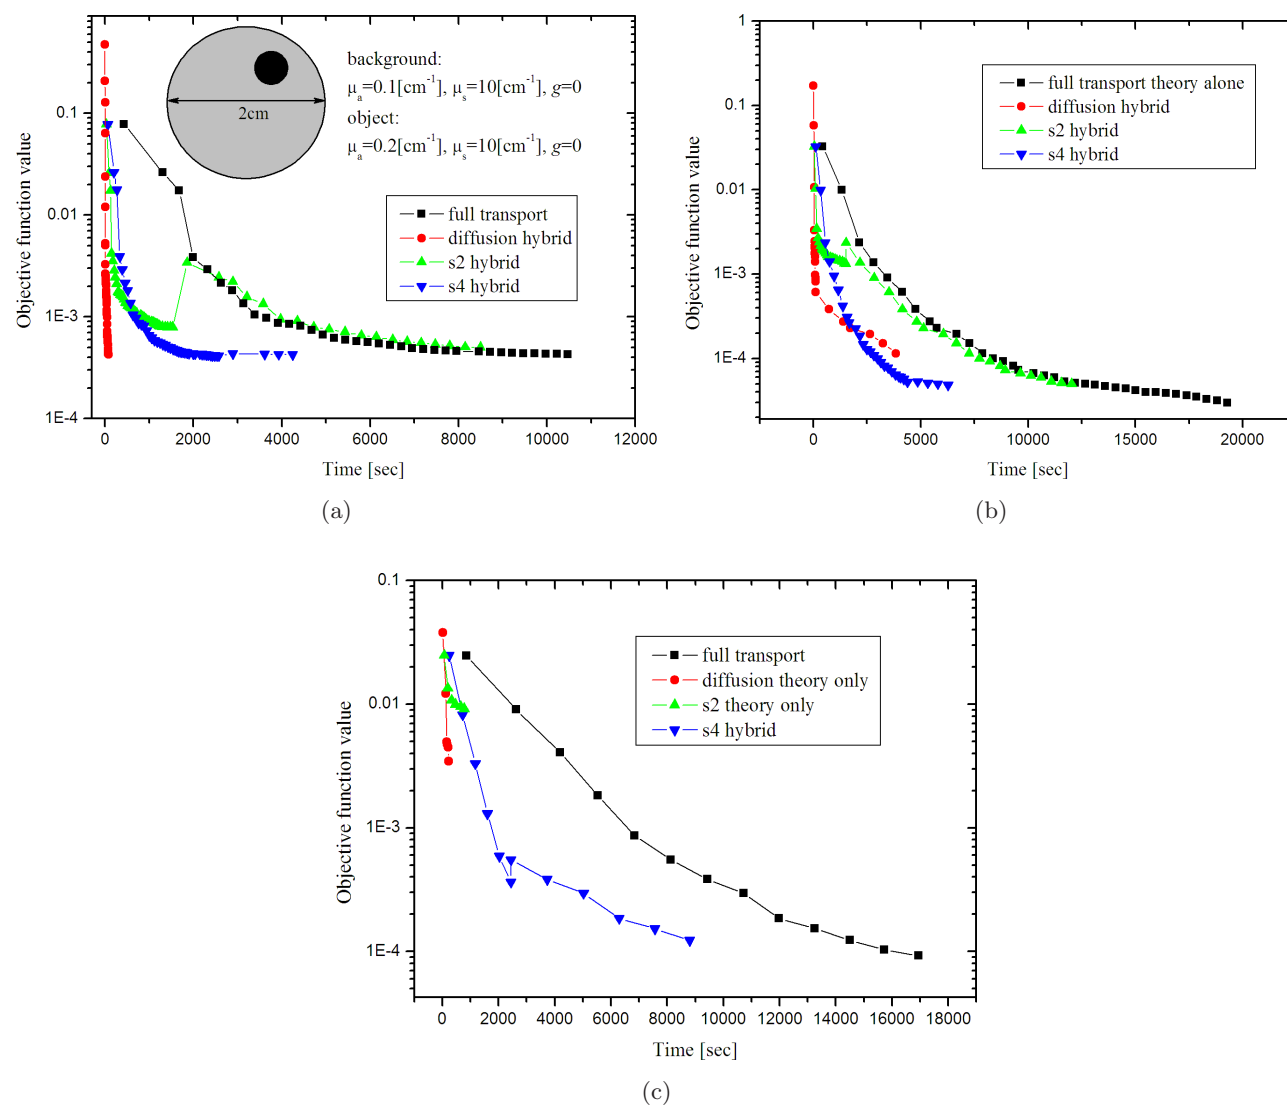 0.1
0.01
1E-3
1E-4
Objective function value
background:
μa=0.1[cm-1], μs=10[cm-1], g=0
object:
μa=0.2[cm-1], μs=10[cm-1], g=0
2cm
full transport
diffusion hybrid
s2 hybrid
s4 hybrid
0 2000 4000 6000 8000 10000 12000
Time [sec]
(a)
1
0.1
0.01
1E-3
1E-4
Objective function value
full transport theory alone
diffusion hybrid
s2 hybrid
s4 hybrid
0 5000 10000 15000 20000
Time [sec]
(b)
0.1
0.01
1E-3
1E-4
Objective function value
full transport
diffusion theory only
s2 theory only
s4 hybrid
0 2000 4000 6000 8000 10000 12000 14000 16000 18000
Time [sec]
(c)